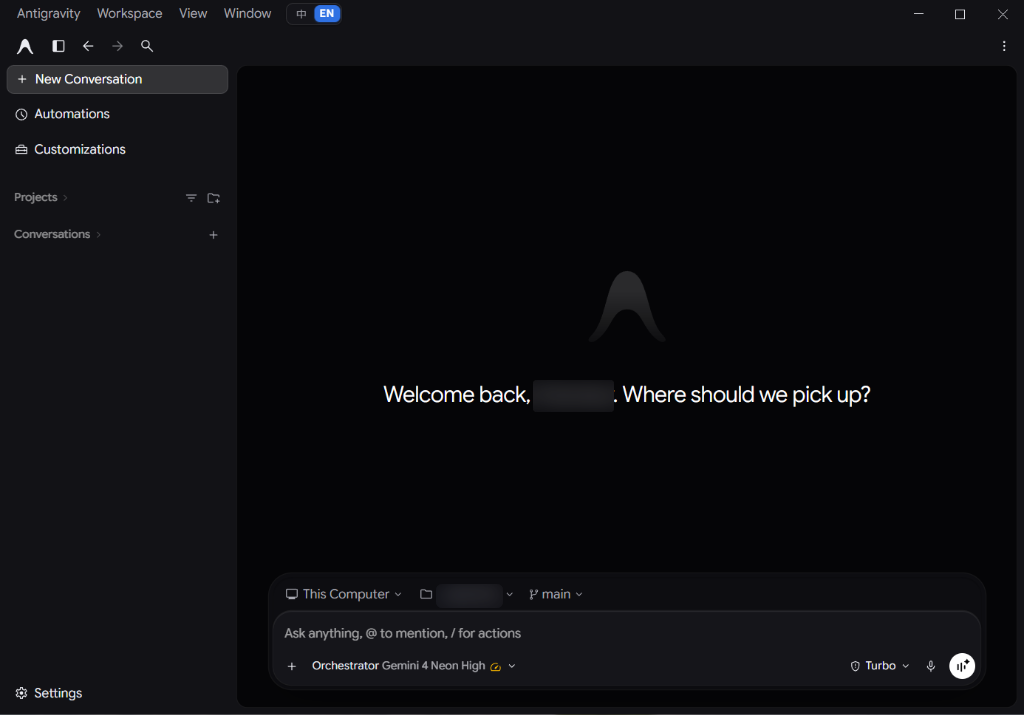 Antigravity Workspace View Window 中 EN
New Conversation
Automations
Customizations
Projects
Conversations
Welcome back, . Where should we pick up?
This Computer main
Ask anything, @ to mention, / for actions
Orchestrator Gemini 4 Neon High Turbo
Settings